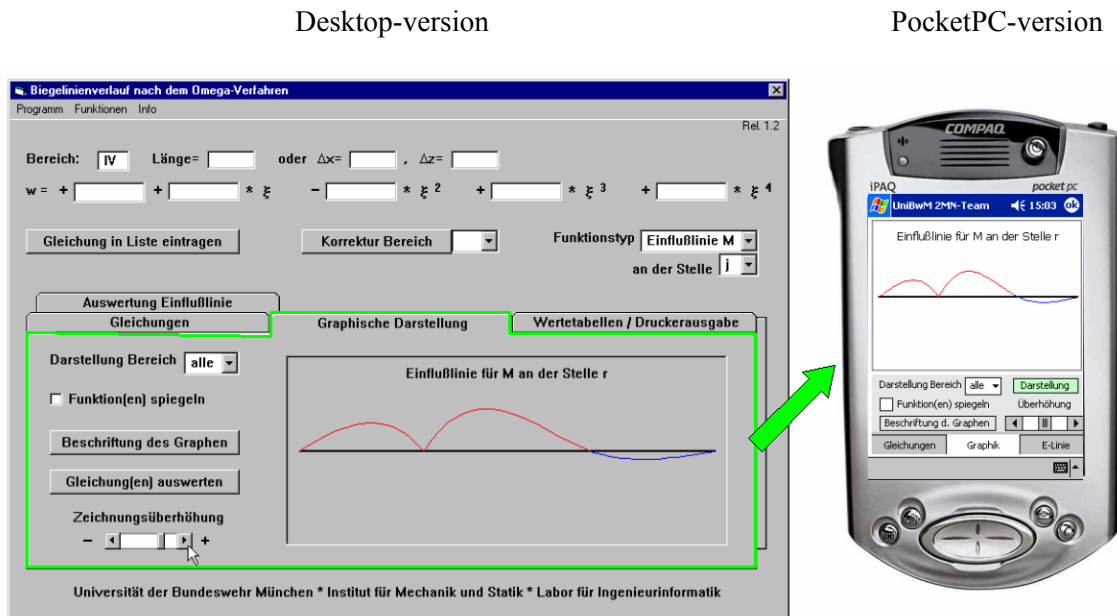 Desktop-version
PocketPC-version
Biegelinienverlauf nach dem Omega-Verfahren
Programm Funktionen Info
Rel. 1.2
Bereich: IV Länge= oder Δx= , Δz=
w = + + * ξ − * ξ 2 + * ξ 3 + * ξ 4
Gleichung in Liste eintragen
Korrektur Bereich
Funktionstyp Einflußlinie M
an der Stelle j
Auswertung Einflußlinie
Gleichungen
Graphische Darstellung
Wertetabellen / Druckerausgabe
Darstellung Bereich alle
Funktion(en) spiegeln
Beschriftung des Graphen
Gleichung(en) auswerten
Zeichnungsüberhöhung
− +
Einflußlinie für M an der Stelle r
Universität der Bundeswehr München * Institut für Mechanik und Statik * Labor für Ingenieurinformatik
COMPAQ
iPAQ pocket pc
UniBwM 2MN-Team 15:03 ok
Einflußlinie für M an der Stelle r
Darstellung Bereich alle Darstellung
Funktion(en) spiegeln Überhöhung
Beschriftung d. Graphen
Gleichungen Graphik E-Linie